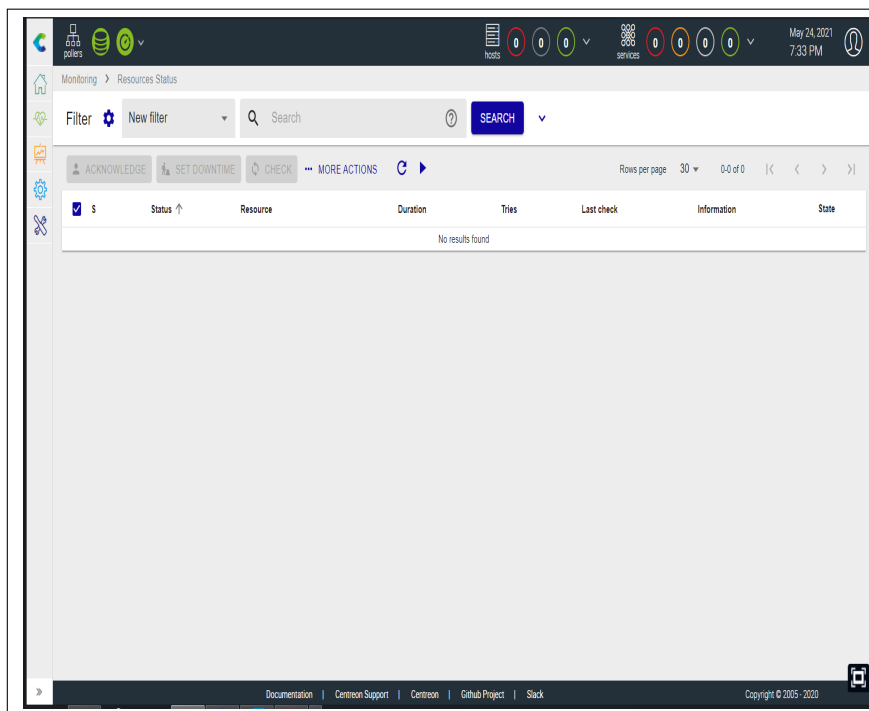 pollers
hosts 0 0 0
services 0 0 0 0
May 24, 2021
7:33 PM
Monitoring > Resources Status
Filter New filter Search ? SEARCH
ACKNOWLEDGE SET DOWNTIME CHECK ••• MORE ACTIONS Rows per page 30 0-0 of 0
S Status ↑ Resource Duration Tries Last check Information State
No results found
Documentation | Centreon Support | Centreon | Github Project | Slack Copyright © 2005 - 2020